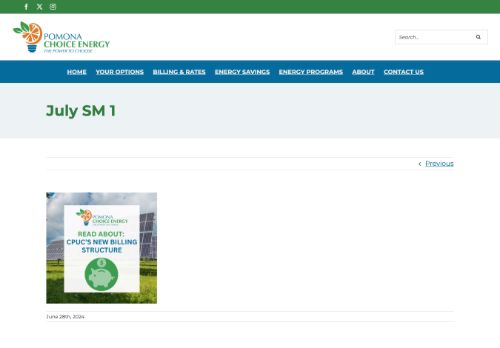 POMONA
CHOICE ENERGY
THE POWER TO CHOOSE
Search...
HOME YOUR OPTIONS BILLING & RATES ENERGY SAVINGS ENERGY PROGRAMS ABOUT CONTACT US
July SM 1
Previous
POMONA
CHOICE ENERGY
READ ABOUT:
CPUC'S NEW BILLING
STRUCTURE
June 28th, 2024